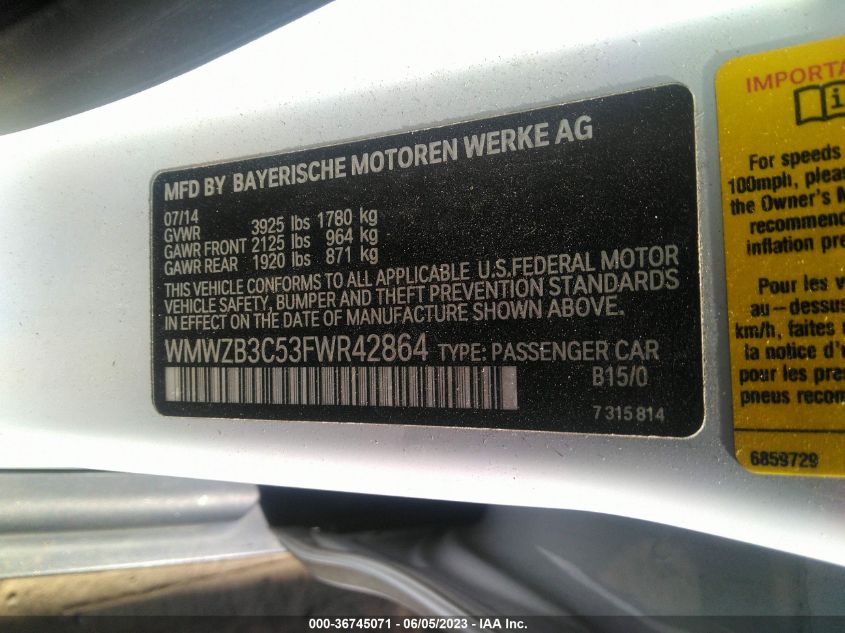 MFD BY BAYERISCHE MOTOREN WERKE AG
07/14
GVWR 3925 lbs 1780 kg
GAWR FRONT 2125 lbs 964 kg
GAWR REAR 1920 lbs 871 kg
THIS VEHICLE CONFORMS TO ALL APPLICABLE U.S.FEDERAL MOTOR
VEHICLE SAFETY, BUMPER AND THEFT PREVENTION STANDARDS
IN EFFECT ON THE DATE OF MANUFACTURE SHOWN ABOVE.
WMWZB3C53FWR42864 TYPE: PASSENGER CAR
B15/0
7 315 814
IMPORTA
i
For speeds
100mph, pleas
the Owner's M
recommend
inflation pre
Pour les v
au-dessus
km/h, faites
la notice d'u
pour les pres
pneus recom
6859729
000-36745071 - 06/05/2023 - IAA Inc.